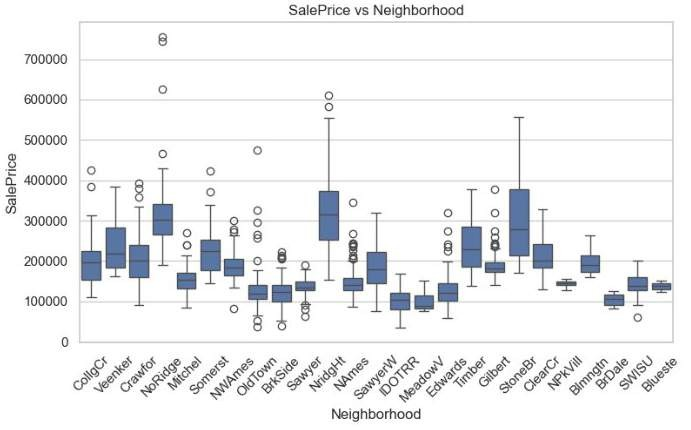 SalePrice vs Neighborhood
SalePrice
700000
600000
500000
400000
300000
200000
100000
0
CollgCr
Veenker
Crawfor
NoRidge
Mitchel
Somerst
NWAmes
OldTown
BrkSide
Sawyer
NridgHt
NAmes
SawyerW
IDOTRR
MeadowV
Edwards
Timber
Gilbert
StoneBr
ClearCr
NPkVill
Blmngtn
BrDale
SWISU
Blueste
Neighborhood